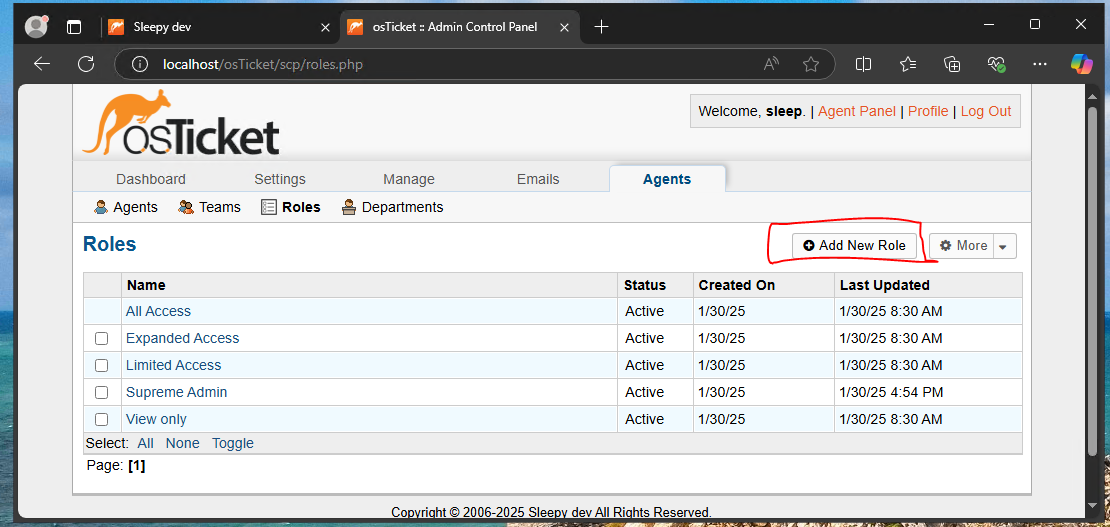 Sleepy dev
osTicket :: Admin Control Panel
localhost/osTicket/scp/roles.php
osTicket
Welcome, sleep. | Agent Panel | Profile | Log Out
Dashboard Settings Manage Emails Agents
Agents Teams Roles Departments
Roles
Add New Role More
Name Status Created On Last Updated
All Access Active 1/30/25 1/30/25 8:30 AM
Expanded Access Active 1/30/25 1/30/25 8:30 AM
Limited Access Active 1/30/25 1/30/25 8:30 AM
Supreme Admin Active 1/30/25 1/30/25 4:54 PM
View only Active 1/30/25 1/30/25 8:30 AM
Select: All None Toggle
Page: [1]
Copyright © 2006-2025 Sleepy dev All Rights Reserved.